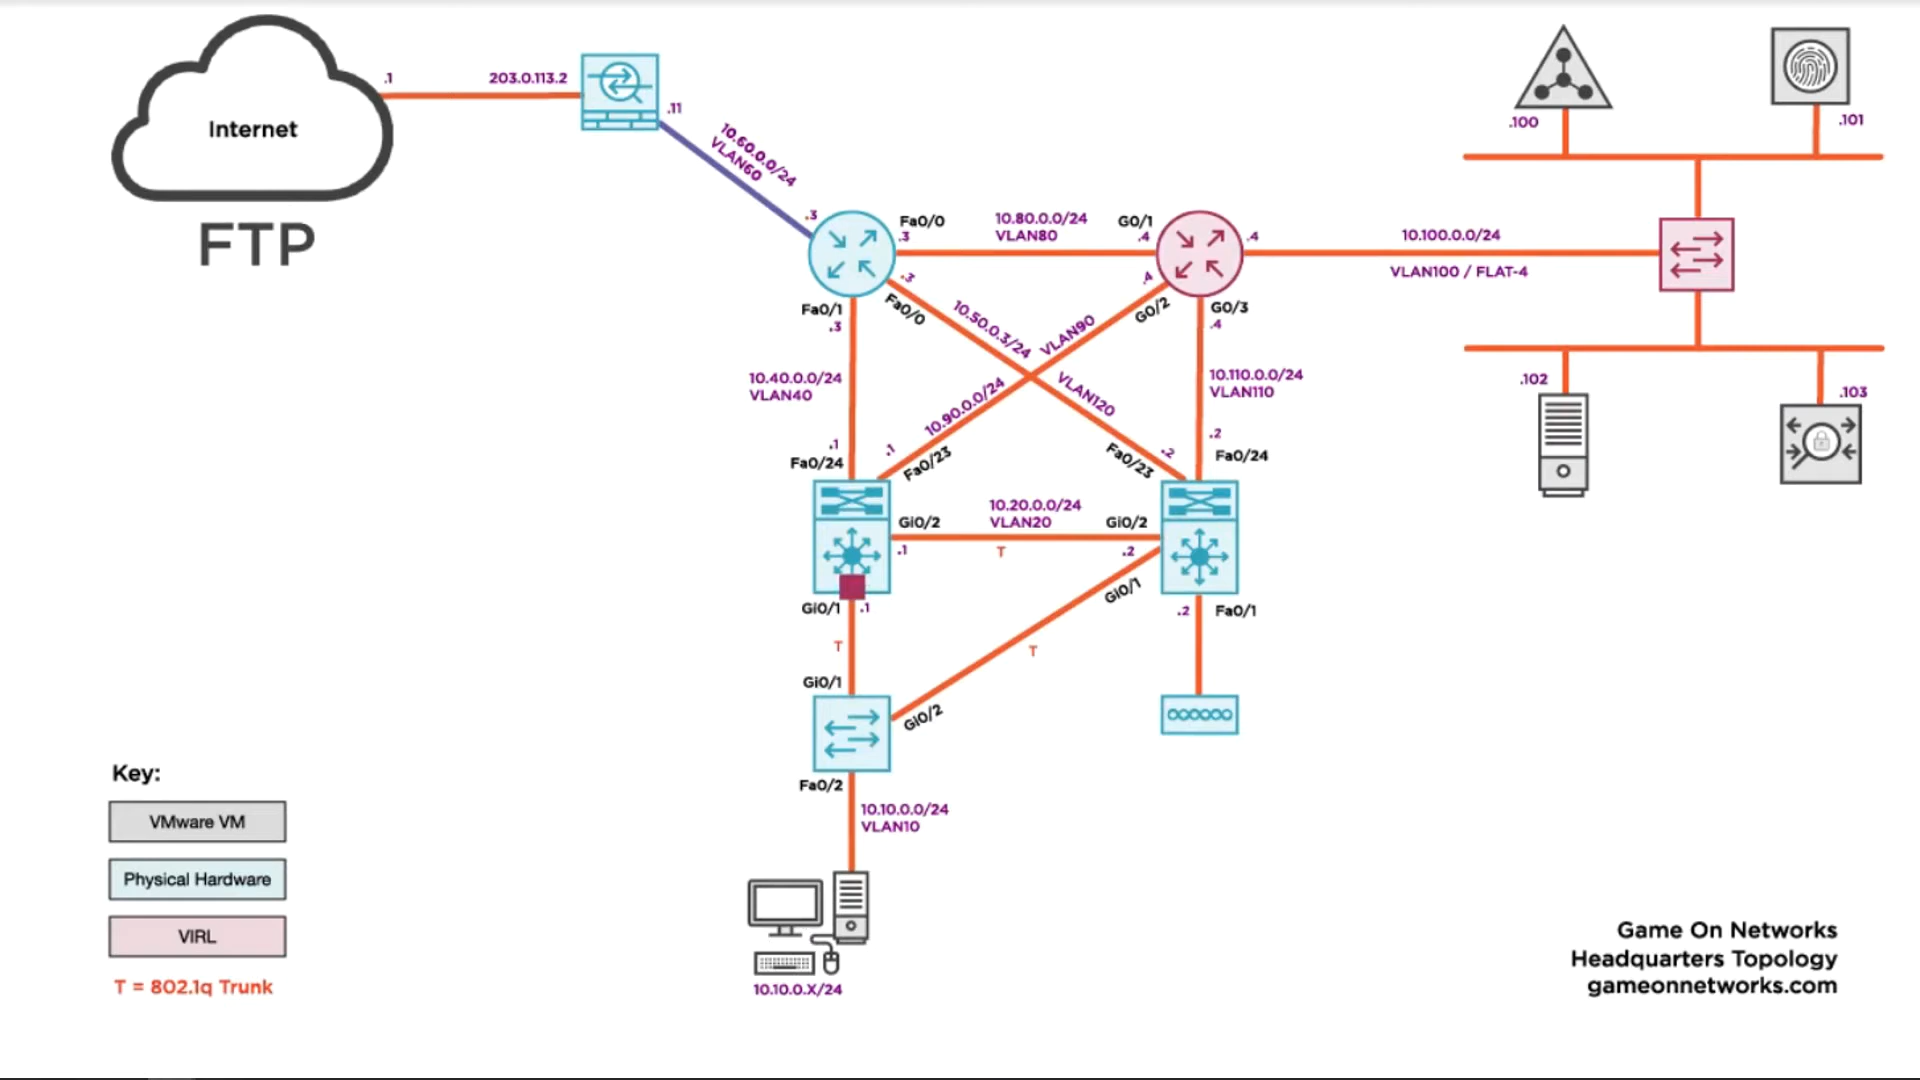 Internet
FTP
.1
203.0.113.2
.11
10.60.0.0/24
VLAN60
.3
Fa0/0
.3
10.80.0.0/24
VLAN80
G0/1
.4
.4
10.100.0.0/24
VLAN100 / FLAT-4
.100
.101
.102
.103
Fa0/1
.3
.3
Fa0/0
10.50.0.3/24
VLAN120
.4
G0/2
VLAN90
10.90.0.0/24
G0/3
.4
10.40.0.0/24
VLAN40
10.110.0.0/24
VLAN110
.1
Fa0/24
.1
Fa0/23
Fa0/23
.2
.2
Fa0/24
Gi0/2
.1
10.20.0.0/24
VLAN20
T
Gi0/2
.2
Gi0/1
.1
Gi0/1
.2
Fa0/1
T
T
Gi0/1
Gi0/2
Fa0/2
10.10.0.0/24
VLAN10
10.10.0.X/24
Key:
VMware VM
Physical Hardware
VIRL
T = 802.1q Trunk
Game On Networks
Headquarters Topology
gameonnetworks.com